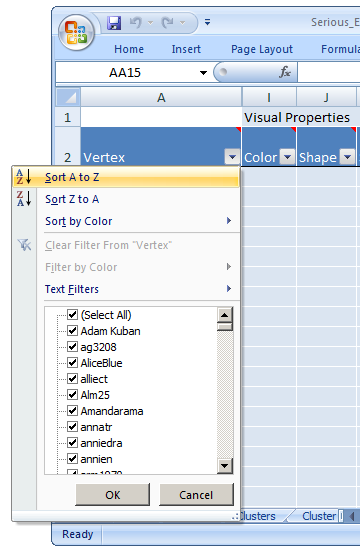 Serious_E
Home Insert Page Layout Formula
AA15 fx
A I J
1 Visual Properties
2 Vertex Color Shape
Sort A to Z
Sort Z to A
Sort by Color
Clear Filter From "Vertex"
Filter by Color
Text Filters
(Select All)
Adam Kuban
ag3208
AliceBlue
alliect
Alm25
Amandarama
annatr
anniedra
annien
OK Cancel
Clusters Cluster
Ready